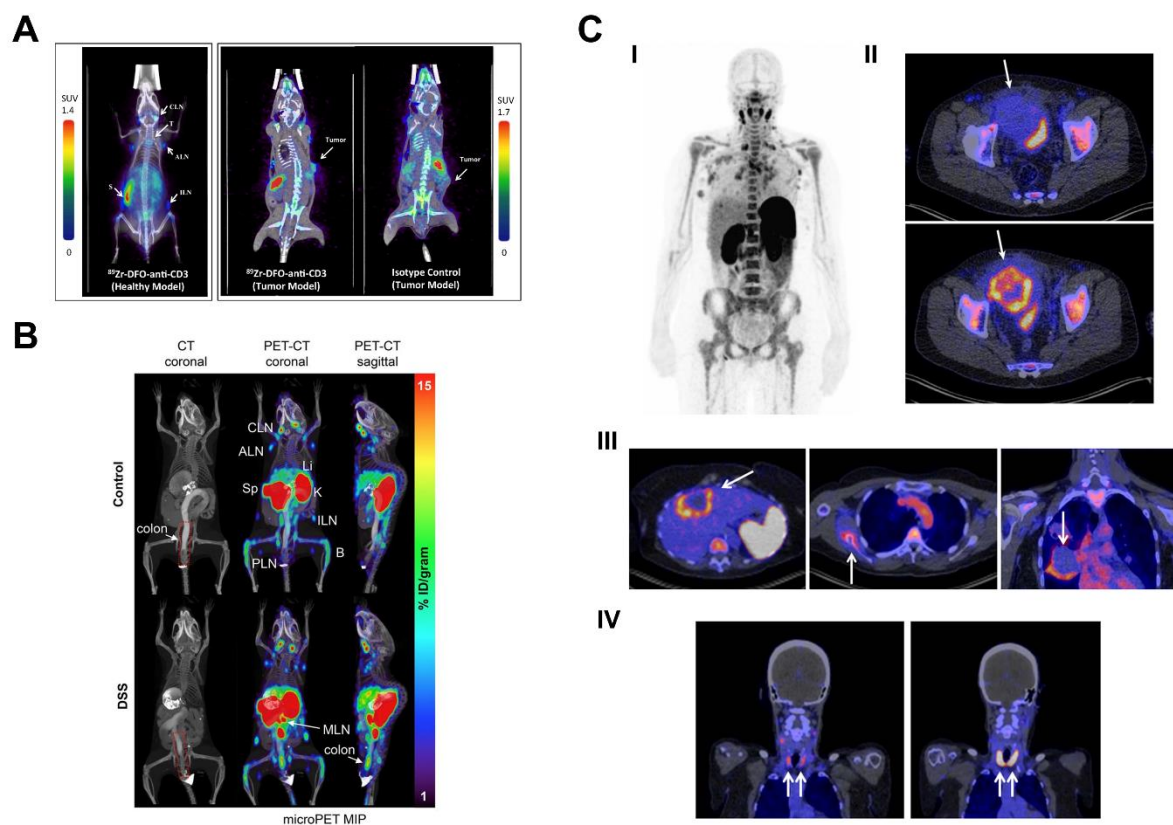 A
SUV
1.4
0
CLN
T
ALN
S
ILN
⁸⁹Zr-DFO-anti-CD3
(Healthy Model)
Tumor
⁸⁹Zr-DFO-anti-CD3
(Tumor Model)
Tumor
Isotype Control
(Tumor Model)
SUV
1.7
0
B
CT
coronal
PET-CT
coronal
PET-CT
sagittal
Control
colon
CLN
ALN
Li
Sp
K
ILN
B
PLN
DSS
MLN
colon
15
% ID/gram
1
microPET MIP
C
I
II
III
IV